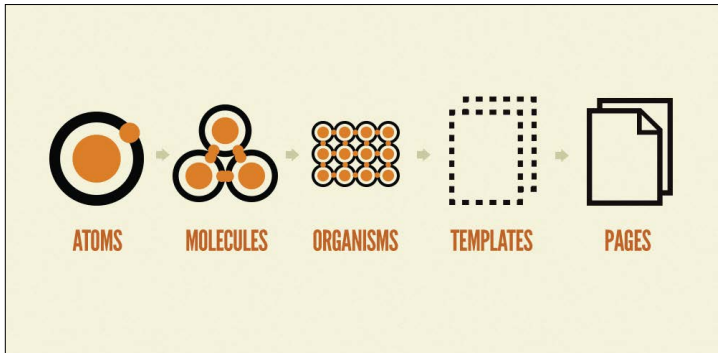 ATOMS
MOLECULES
ORGANISMS
TEMPLATES
PAGES